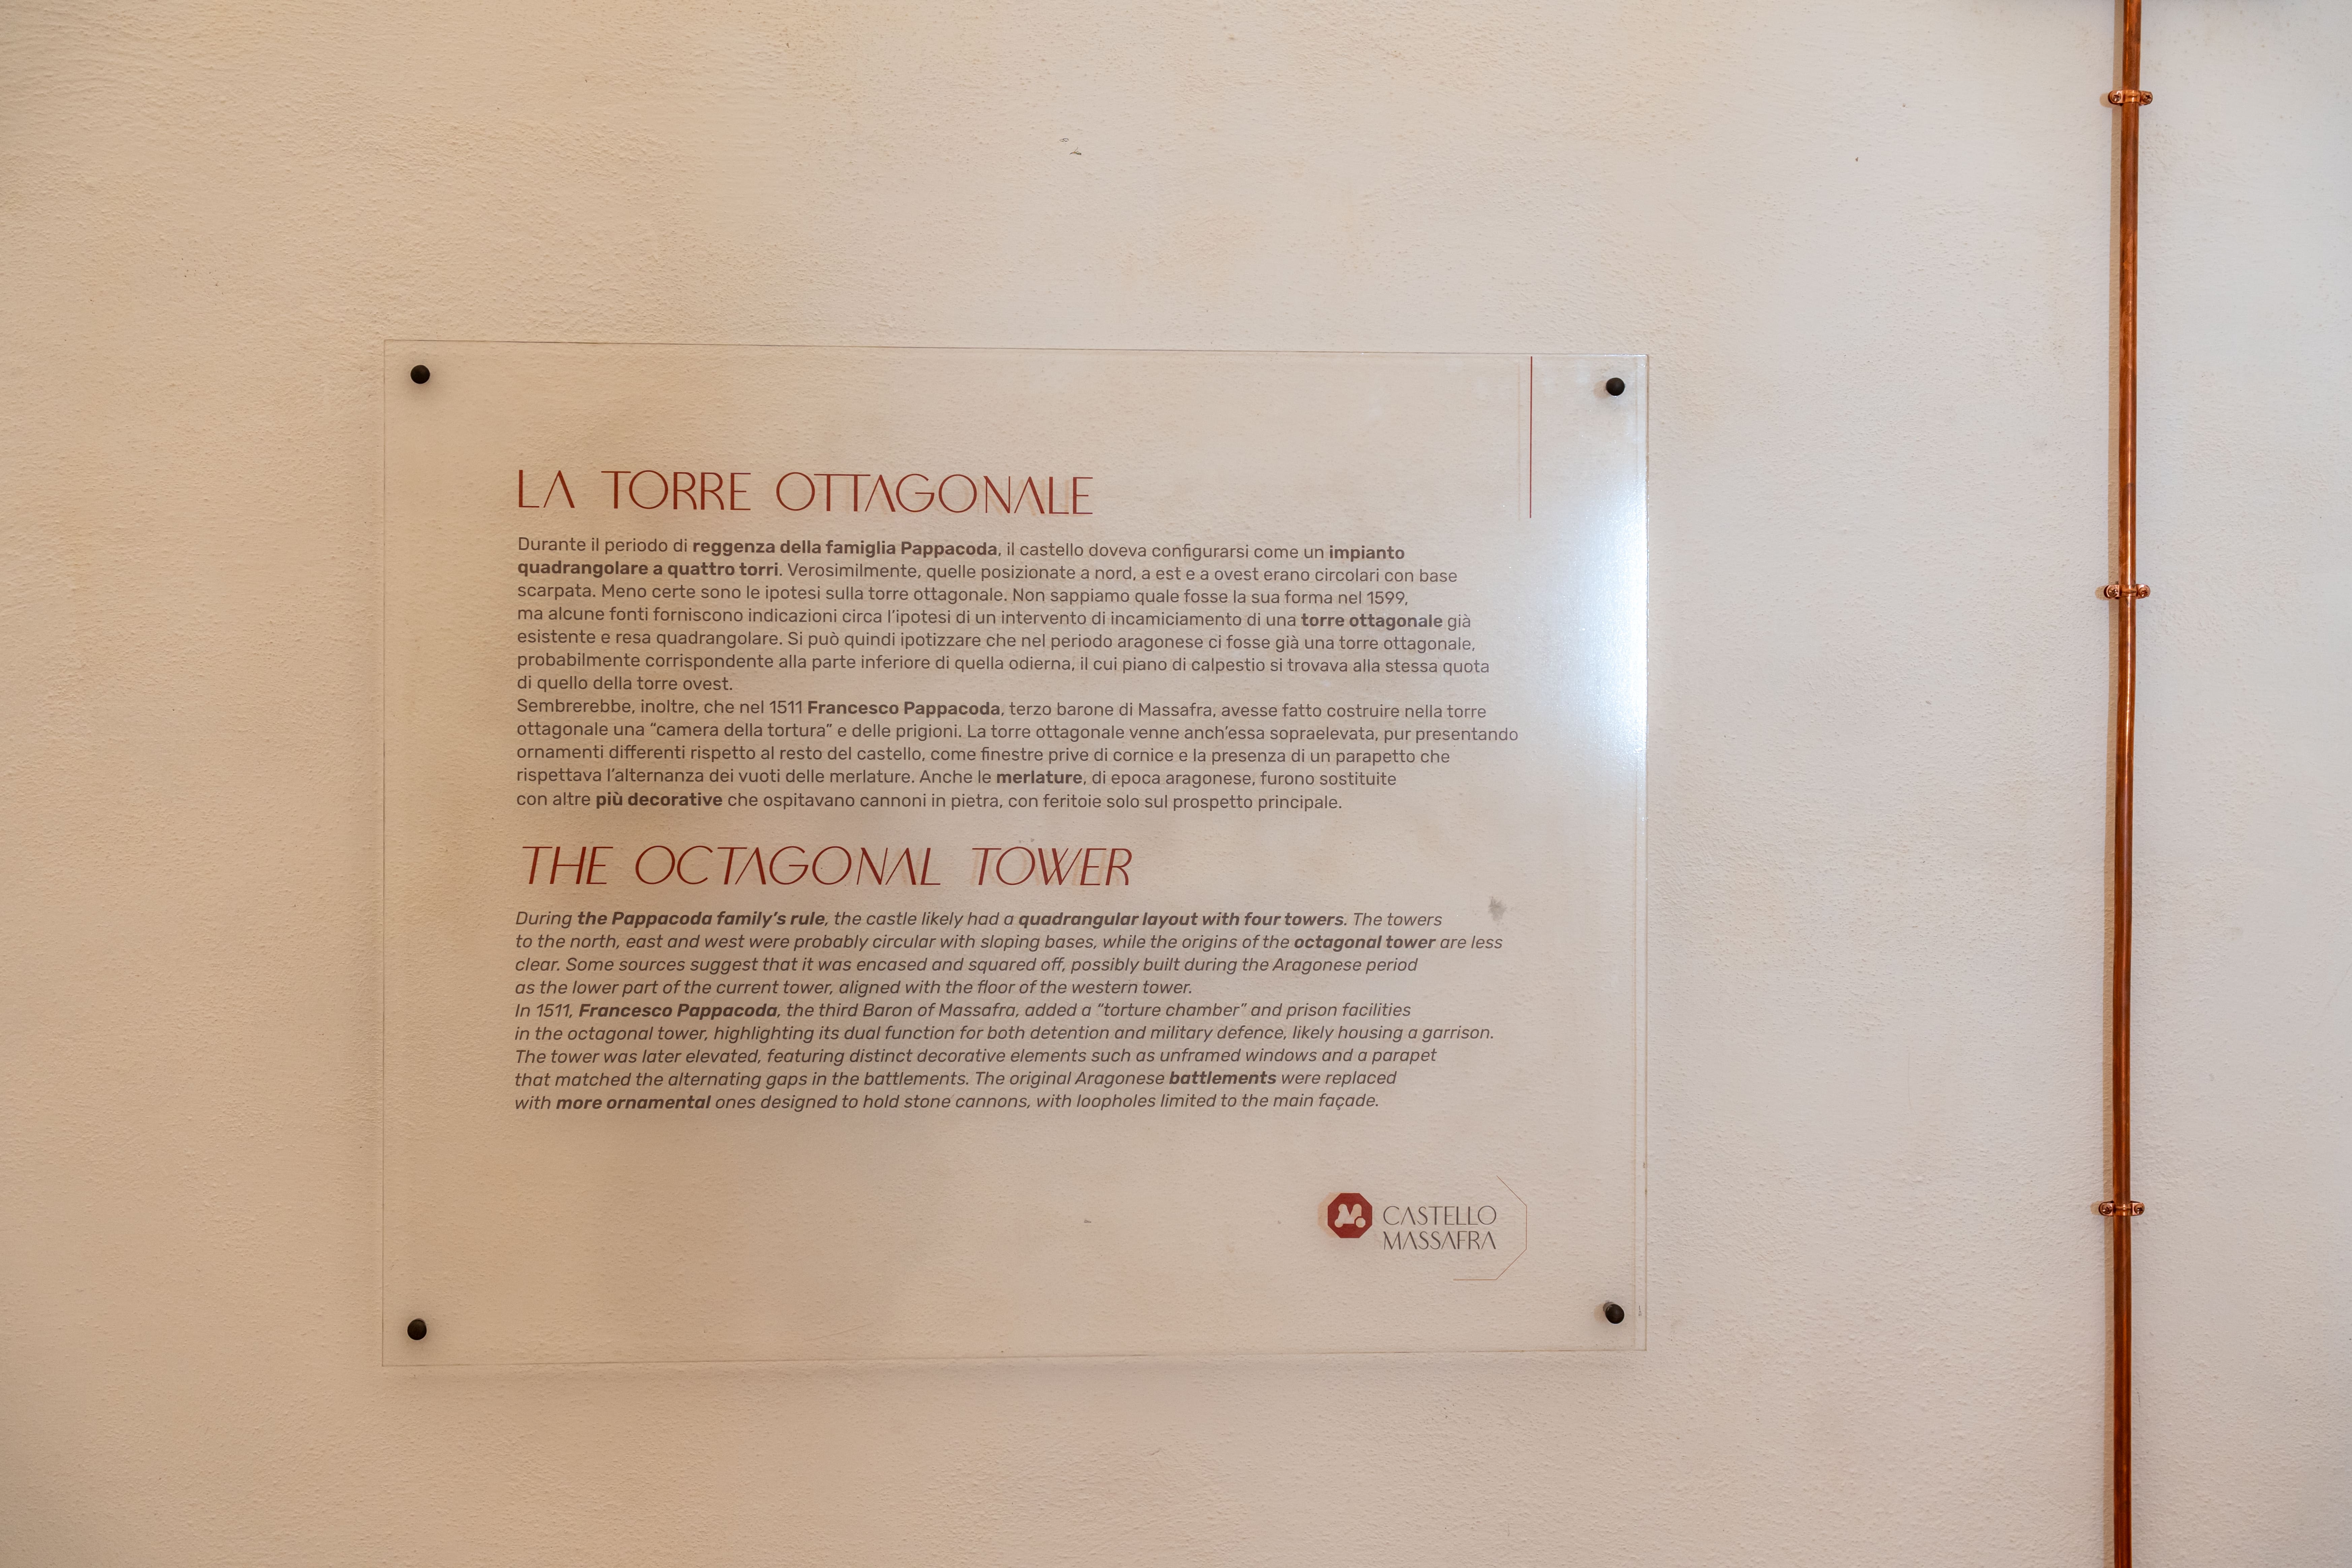 LA TORRE OTTAGONALE
Durante il periodo di reggenza della famiglia Pappacoda, il castello doveva configurarsi come un impianto
quadrangolare a quattro torri. Verosimilmente, quelle posizionate a nord, a est e a ovest erano circolari con base
scarpata. Meno certe sono le ipotesi sulla torre ottagonale. Non sappiamo quale fosse la sua forma nel 1599,
ma alcune fonti forniscono indicazioni circa l'ipotesi di un intervento di incamiciamento di una torre ottagonale già
esistente e resa quadrangolare. Si può quindi ipotizzare che nel periodo aragonese ci fosse già una torre ottagonale,
probabilmente corrispondente alla parte inferiore di quella odierna, il cui piano di calpestio si trovava alla stessa quota
di quello della torre ovest.
Sembrerebbe, inoltre, che nel 1511 Francesco Pappacoda, terzo barone di Massafra, avesse fatto costruire nella torre
ottagonale una “camera della tortura” e delle prigioni. La torre ottagonale venne anch'essa sopraelevata, pur presentando
ornamenti differenti rispetto al resto del castello, come finestre prive di cornice e la presenza di un parapetto che
rispettava l'alternanza dei vuoti delle merlature. Anche le merlature, di epoca aragonese, furono sostituite
con altre più decorative che ospitavano cannoni in pietra, con feritoie solo sul prospetto principale.
THE OCTAGONAL TOWER
During the Pappacoda family's rule, the castle likely had a quadrangular layout with four towers. The towers
to the north, east and west were probably circular with sloping bases, while the origins of the octagonal tower are less
clear. Some sources suggest that it was encased and squared off, possibly built during the Aragonese period
as the lower part of the current tower, aligned with the floor of the western tower.
In 1511, Francesco Pappacoda, the third Baron of Massafra, added a “torture chamber” and prison facilities
in the octagonal tower, highlighting its dual function for both detention and military defence, likely housing a garrison.
The tower was later elevated, featuring distinct decorative elements such as unframed windows and a parapet
that matched the alternating gaps in the battlements. The original Aragonese battlements were replaced
with more ornamental ones designed to hold stone cannons, with loopholes limited to the main façade.
CASTELLO
MASSAFRA